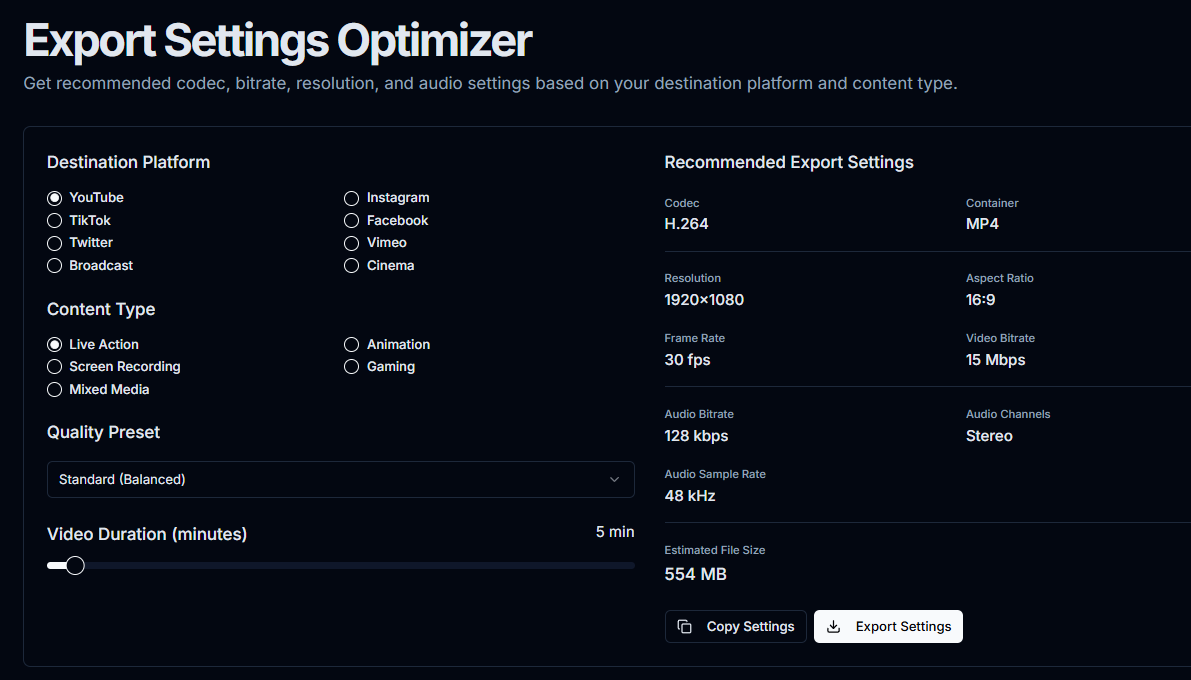 Export Settings Optimizer
Get recommended codec, bitrate, resolution, and audio settings based on your destination platform and content type.
Destination Platform
YouTube
Instagram
TikTok
Facebook
Twitter
Vimeo
Broadcast
Cinema
Content Type
Live Action
Animation
Screen Recording
Gaming
Mixed Media
Quality Preset
Standard (Balanced)
Video Duration (minutes)
5 min
Recommended Export Settings
Codec
Container
H.264
MP4
Resolution
Aspect Ratio
1920×1080
16:9
Frame Rate
Video Bitrate
30 fps
15 Mbps
Audio Bitrate
Audio Channels
128 kbps
Stereo
Audio Sample Rate
48 kHz
Estimated File Size
554 MB
Copy Settings
Export Settings